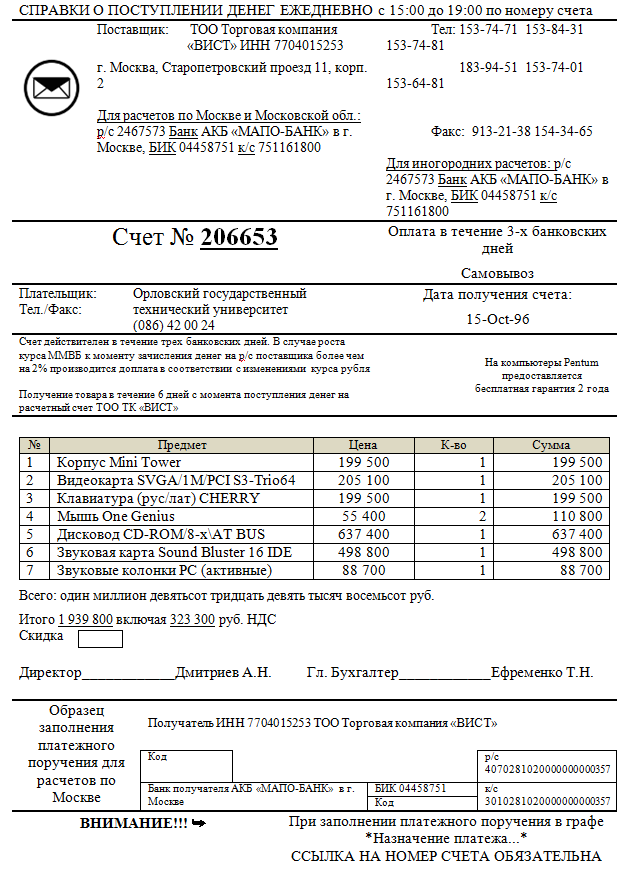 СПРАВКИ О ПОСТУПЛЕНИИ ДЕНЕГ ЕЖЕДНЕВНО с 15:00 до 19:00 по номеру счета
Поставщик: ТОО Торговая компания
«ВИСТ» ИНН 7704015253
г. Москва, Старопетровский проезд 11, корп.
2
Для расчетов по Москве и Московской обл.:
р/с 2467573 Банк АКБ «МАПО-БАНК» в г.
Москве, БИК 04458751 к/с 751161800
Тел: 153-74-71 153-84-31
153-74-81
183-94-51 153-74-01
153-64-81
Факс: 913-21-38 154-34-65
Для иногородних расчетов: р/с
2467573 Банк АКБ «МАПО-БАНК» в
г. Москве, БИК 04458751 к/с
751161800
Счет № 206653
Оплата в течение 3-х банковских
дней
Самовывоз
Плательщик: Орловский государственный
Тел./Факс: технический университет
(086) 42 00 24
Дата получения счета:
15-Oct-96
Счет действителен в течение трех банковских дней. В случае роста
курса ММВБ к моменту зачисления денег на р/с поставщика более чем
на 2% производится доплата в соответствии с изменениями курса рубля
Получение товара в течение 6 дней с момента поступления денег на
расчетный счет ТОО ТК «ВИСТ»
На компьютеры Pentum
предоставляется
бесплатная гарантия 2 года
№ Предмет Цена К-во Сумма
1 Корпус Mini Tower 199 500 1 199 500
2 Видеокарта SVGA/1M/PCI S3-Trio64 205 100 1 205 100
3 Клавиатура (рус/лат) CHERRY 199 500 1 199 500
4 Мышь One Genius 55 400 2 110 800
5 Дисковод CD-ROM/8-x\AT BUS 637 400 1 637 400
6 Звуковая карта Sound Bluster 16 IDE 498 800 1 498 800
7 Звуковые колонки PC (активные) 88 700 1 88 700
Всего: один миллион девятьсот тридцать девять тысяч восемьсот руб.
Итого 1 939 800 включая 323 300 руб. НДС
Скидка
Директор____________Дмитриев А.Н. Гл. Бухгалтер____________Ефременко Т.Н.
Образец
заполнения
платежного
поручения для
расчетов по
Москве
Получатель ИНН 7704015253 ТОО Торговая компания «ВИСТ»
Код
р/с
40702810200000000000357
Банк получателя АКБ «МАПО-БАНК» в г.
Москве
БИК 04458751
Код
к/с
30102810200000000000357
ВНИМАНИЕ!!! ➥
При заполнении платежного поручения в графе
*Назначение платежа...*
ССЫЛКА НА НОМЕР СЧЕТА ОБЯЗАТЕЛЬНА